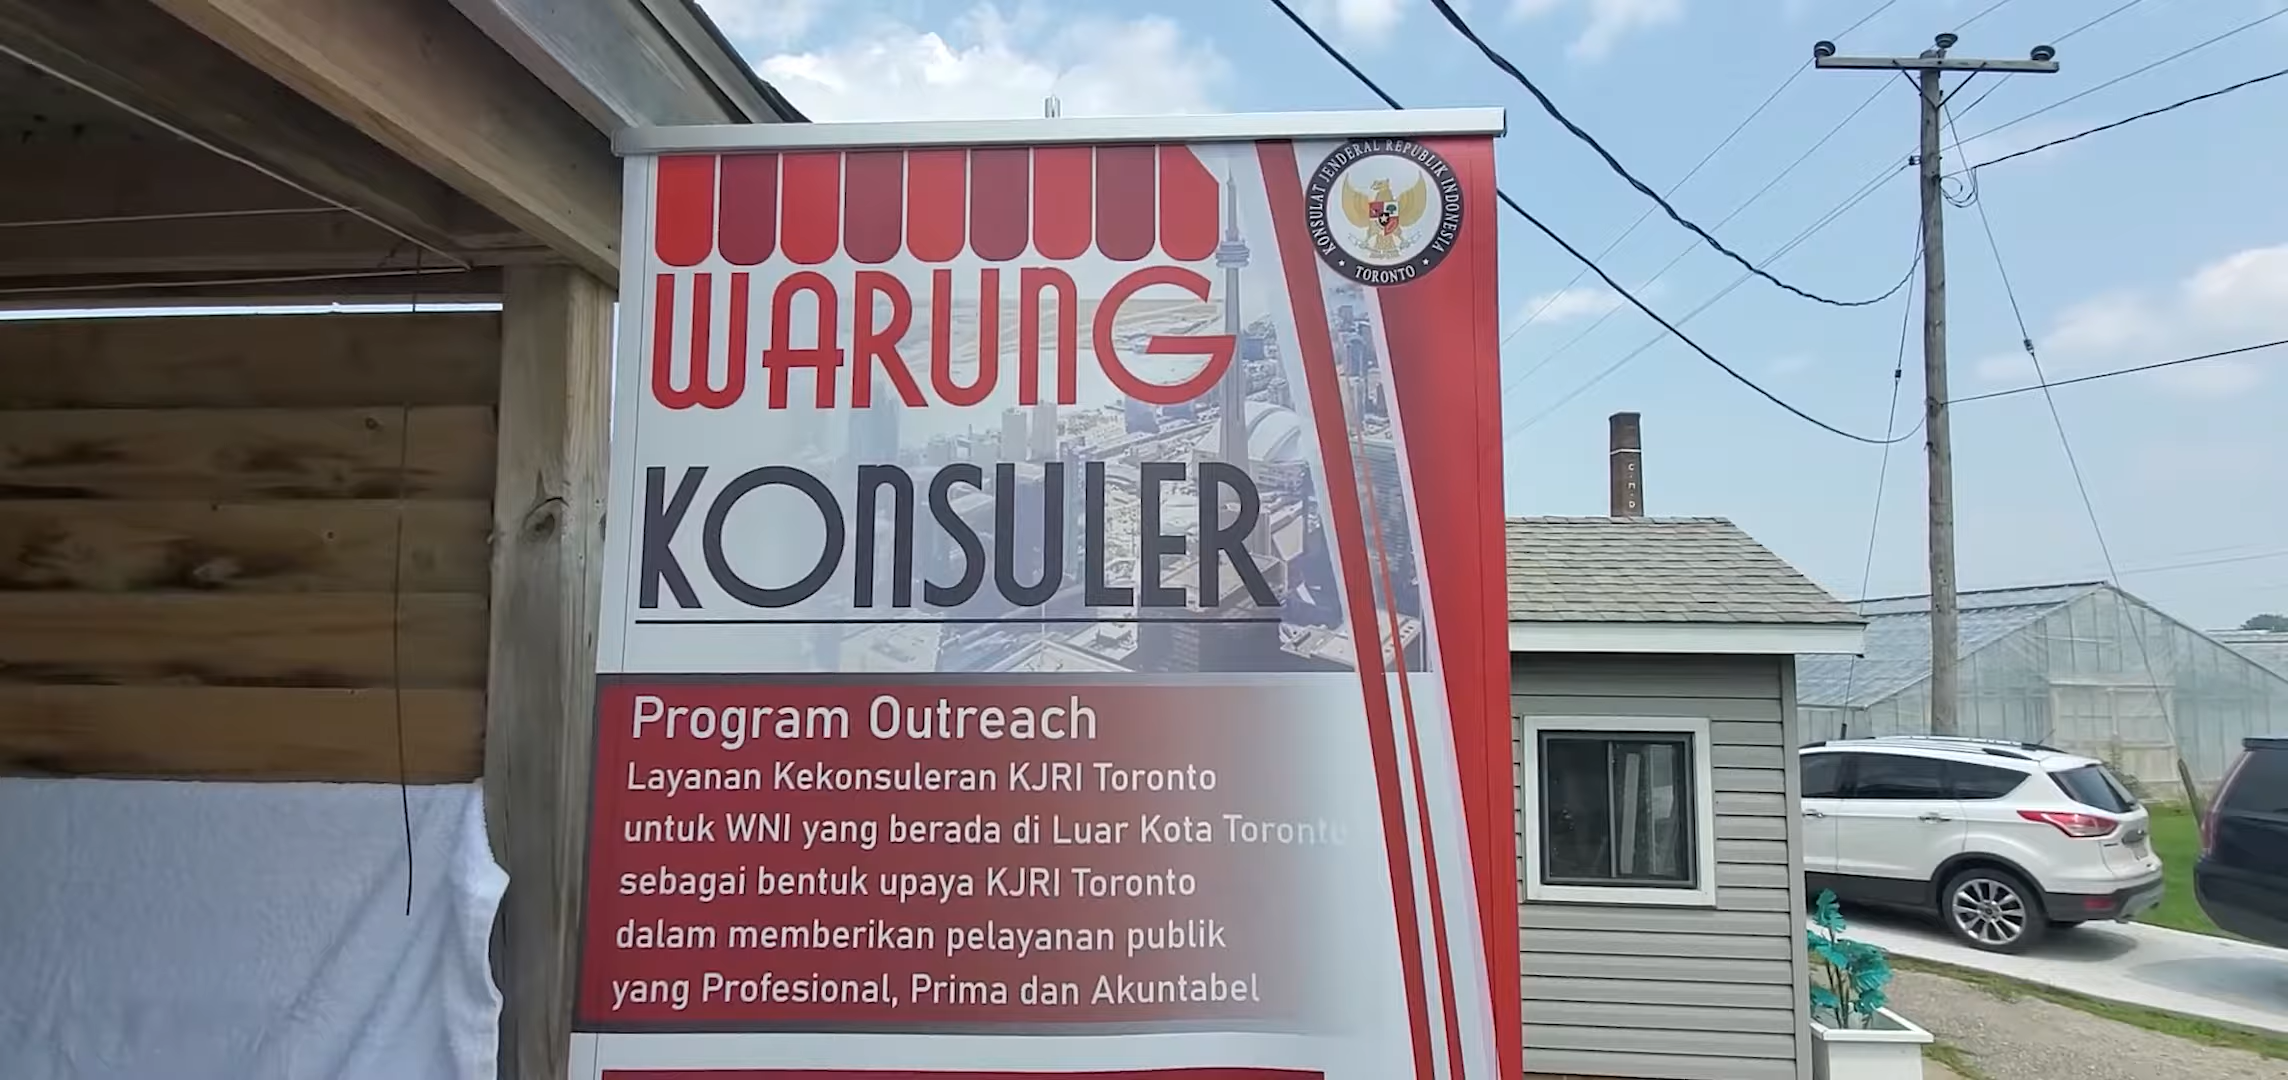 WARUNG
KONSULER
KONSULAT JENDERAL REPUBLIK INDONESIA
TORONTO
Program Outreach
Layanan Kekonsuleran KJRI Toronto
untuk WNI yang berada di Luar Kota Toronto
sebagai bentuk upaya KJRI Toronto
dalam memberikan pelayanan publik
yang Profesional, Prima dan Akuntabel